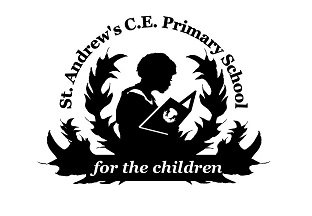 St. Andrew's C.E. Primary School
for the children